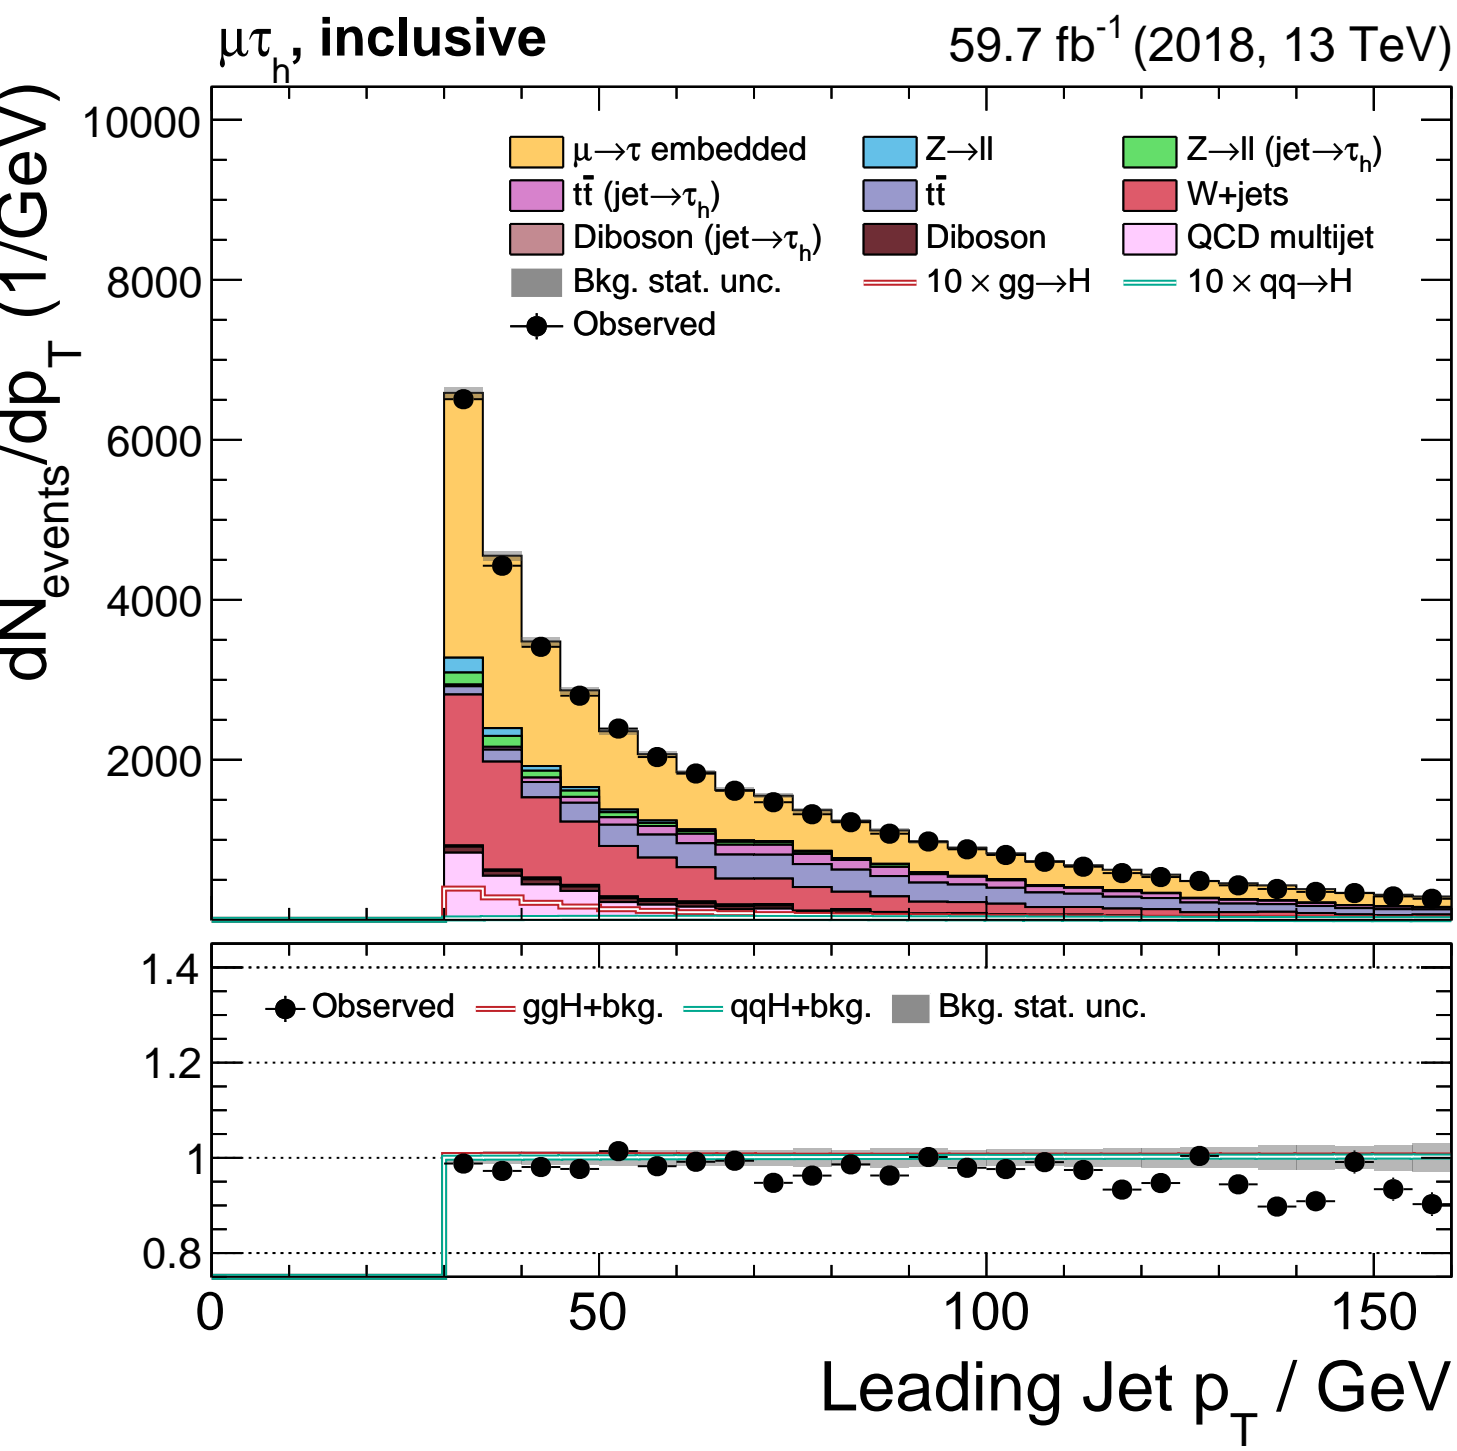 μτh, inclusive
59.7 fb-1 (2018, 13 TeV)
dNevents/dpT (1/GeV)
10000
8000
6000
4000
2000
μ→τ embedded Z→ll Z→ll (jet→τh)
tt̄ (jet→τh) tt̄ W+jets
Diboson (jet→τh) Diboson QCD multijet
Bkg. stat. unc. 10 × gg→H 10 × qq→H
Observed
1.4
1.2
1
0.8
Observed ggH+bkg. qqH+bkg. Bkg. stat. unc.
0 50 100 150
Leading Jet pT / GeV